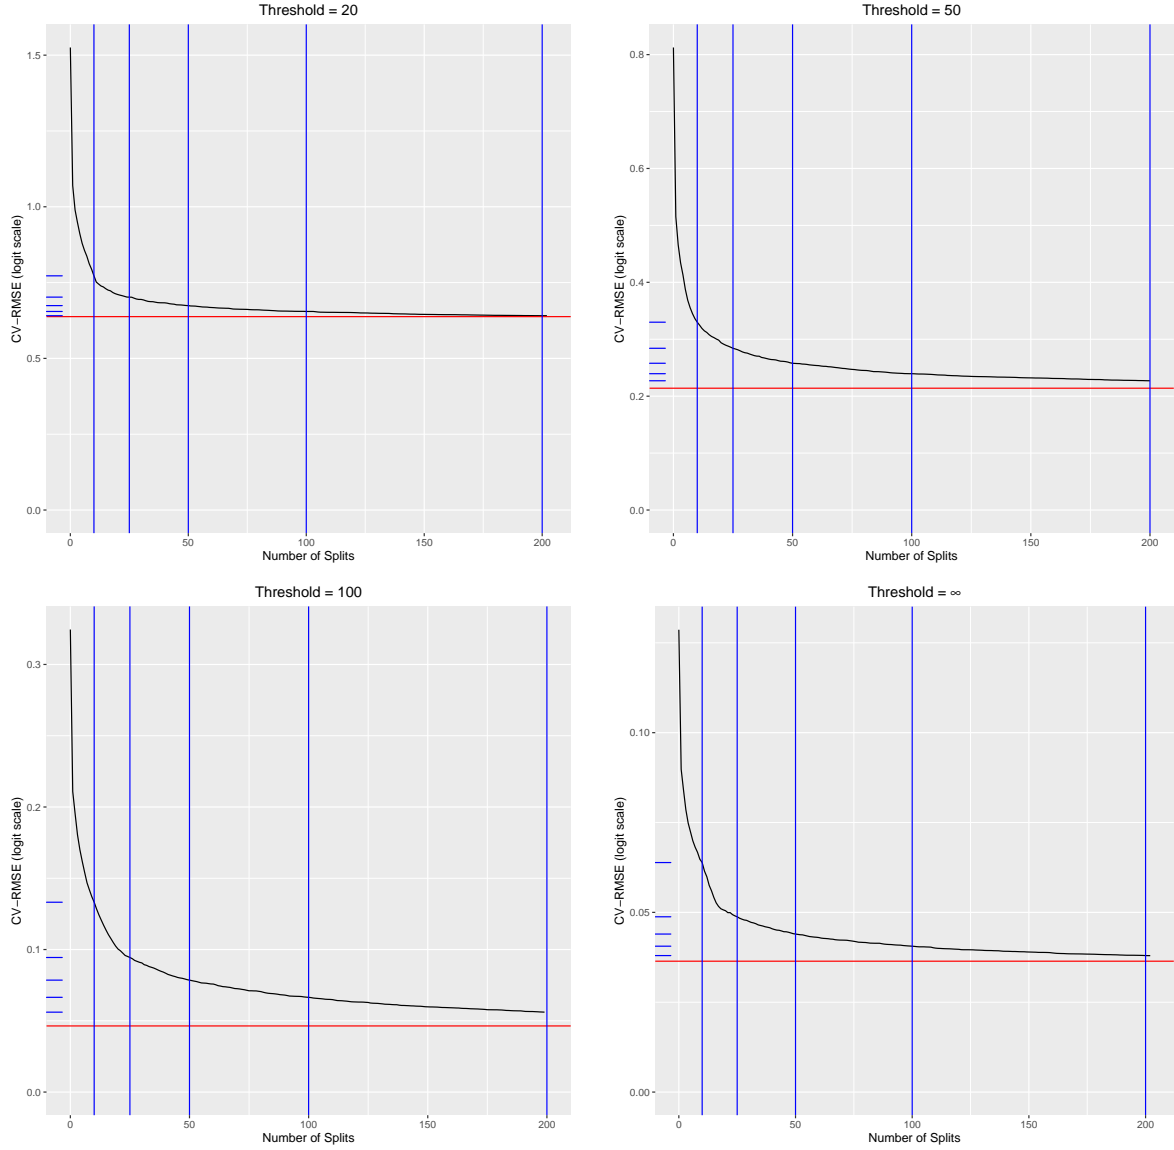 Threshold = 20
CV−RMSE (logit scale)
1.5
1.0
0.5
0.0
0 50 100 150 200
Number of Splits
Threshold = 50
CV−RMSE (logit scale)
0.8
0.6
0.4
0.2
0.0
0 50 100 150 200
Number of Splits
Threshold = 100
CV−RMSE (logit scale)
0.3
0.2
0.1
0.0
0 50 100 150 200
Number of Splits
Threshold = ∞
CV−RMSE (logit scale)
0.10
0.05
0.00
0 50 100 150 200
Number of Splits